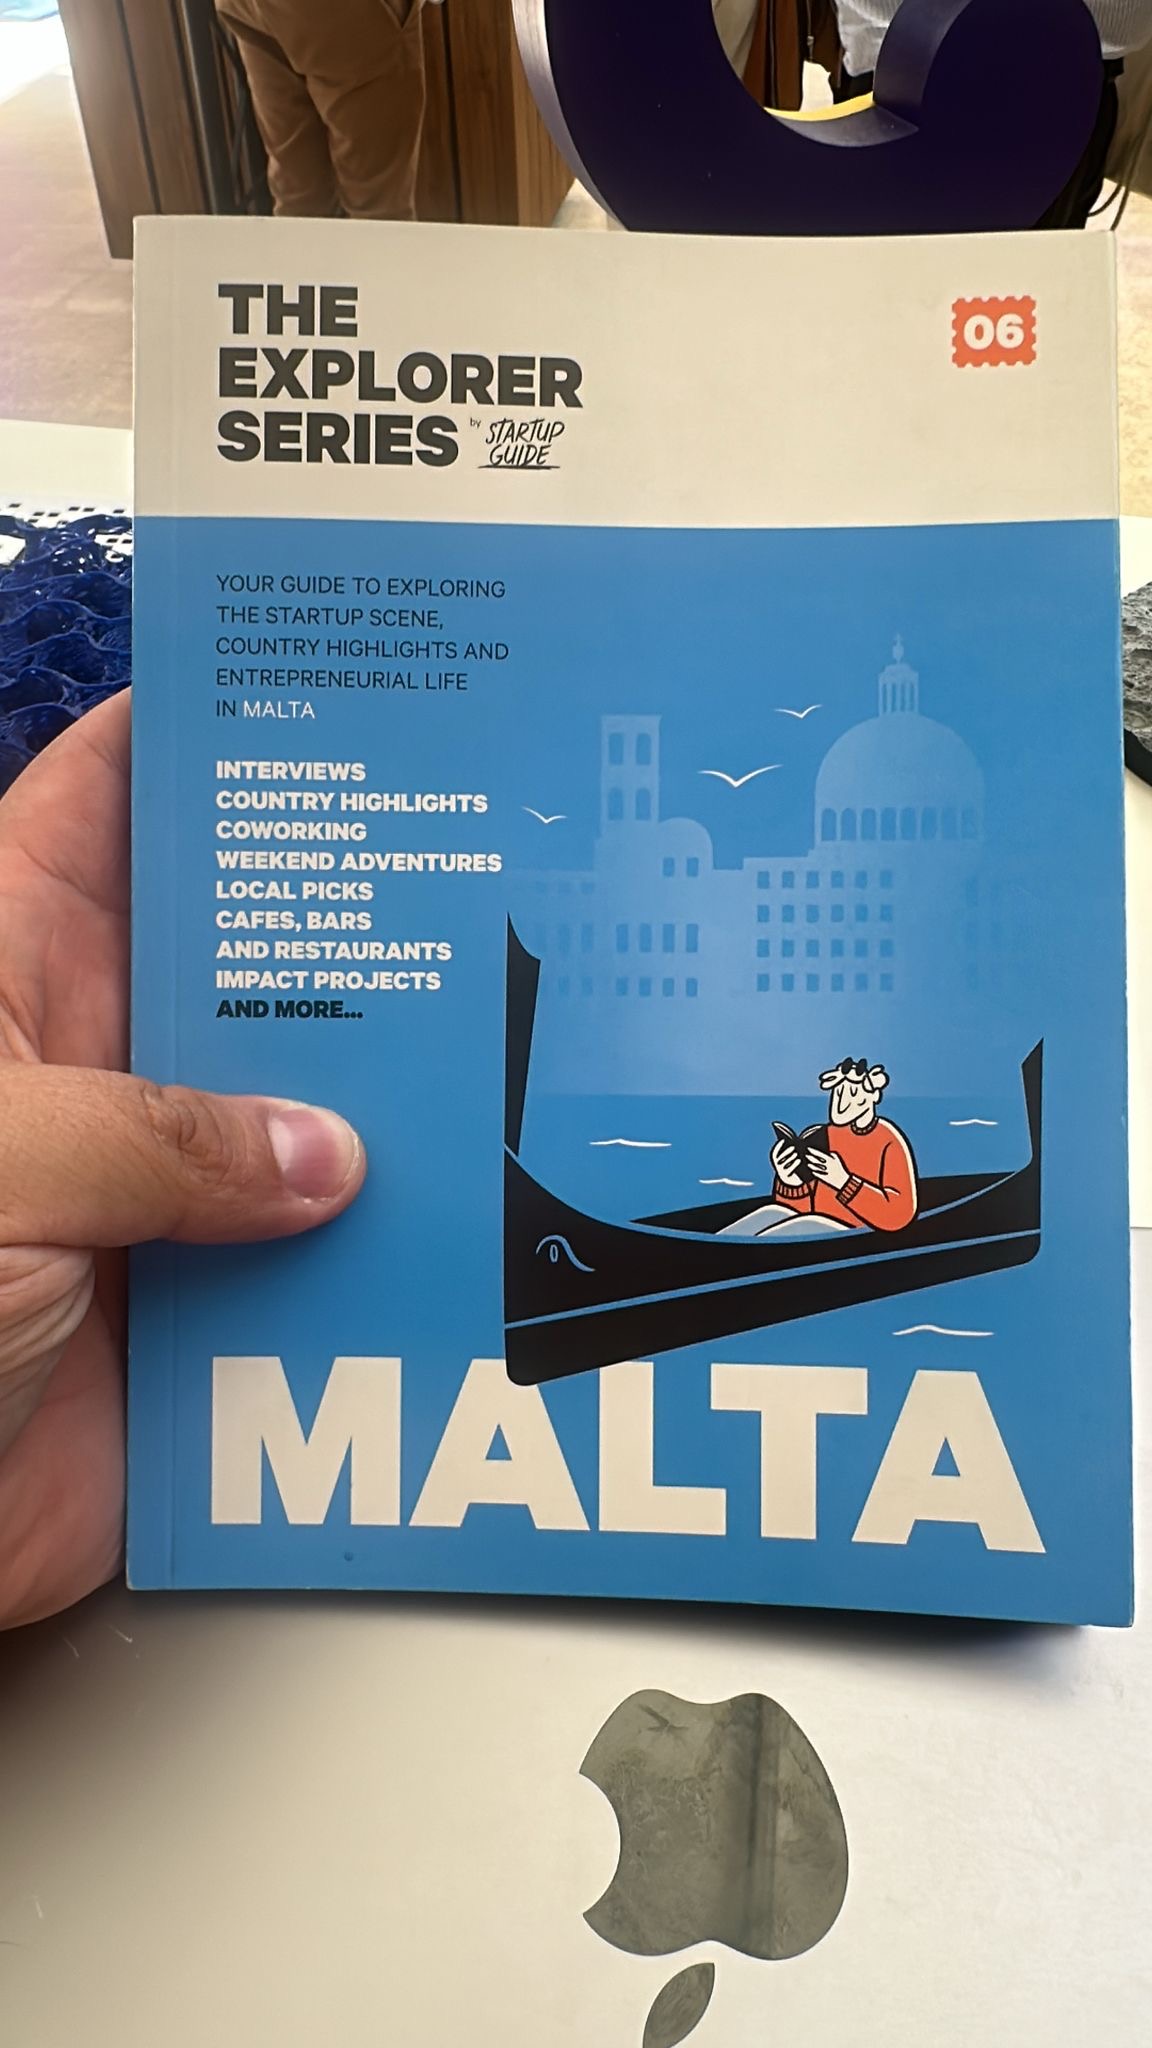 THE
EXPLORER
SERIES by STARTUP
GUIDE
06
YOUR GUIDE TO EXPLORING
THE STARTUP SCENE,
COUNTRY HIGHLIGHTS AND
ENTREPRENEURIAL LIFE
IN MALTA
INTERVIEWS
COUNTRY HIGHLIGHTS
COWORKING
WEEKEND ADVENTURES
LOCAL PICKS
CAFES, BARS
AND RESTAURANTS
IMPACT PROJECTS
AND MORE...
MALTA